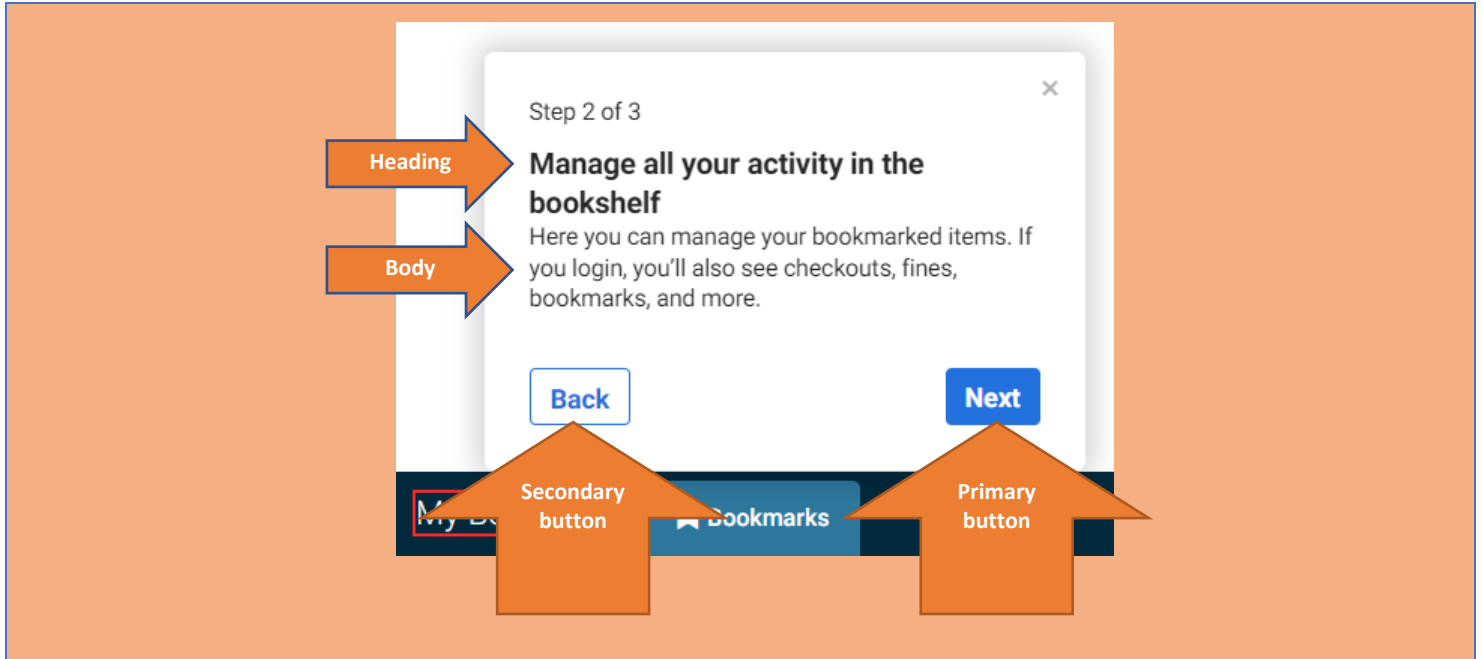 Step 2 of 3
Heading
Manage all your activity in the
bookshelf
Body
Here you can manage your bookmarked items. If
you login, you’ll also see checkouts, fines,
bookmarks, and more.
Back
Next
Secondary
button
Primary
button
My
Bookmarks